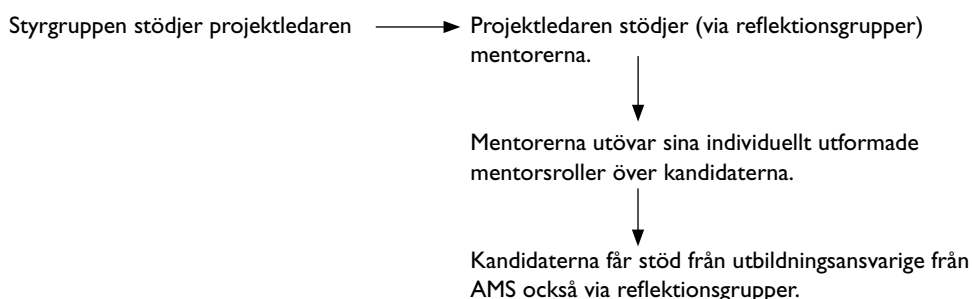 Styrgruppen stödjer projektledaren
Projektledaren stödjer (via reflektionsgrupper)
mentorerna.
Mentorerna utövar sina individuellt utformade
mentorsroller över kandidaterna.
Kandidaterna får stöd från utbildningsansvarige från
AMS också via reflektionsgrupper.